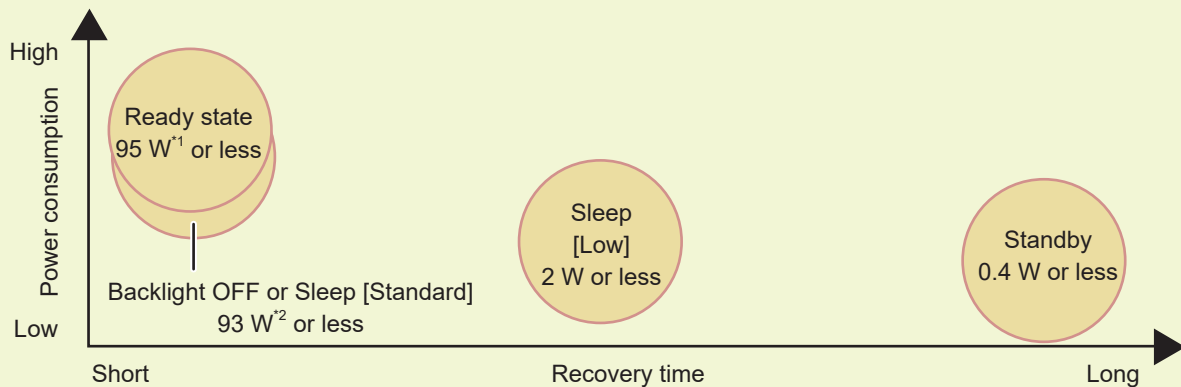 High
Power consumption
Low
Ready state
95 W*1 or less
Backlight OFF or Sleep [Standard]
93 W*2 or less
Sleep
[Low]
2 W or less
Standby
0.4 W or less
Short
Recovery time
Long